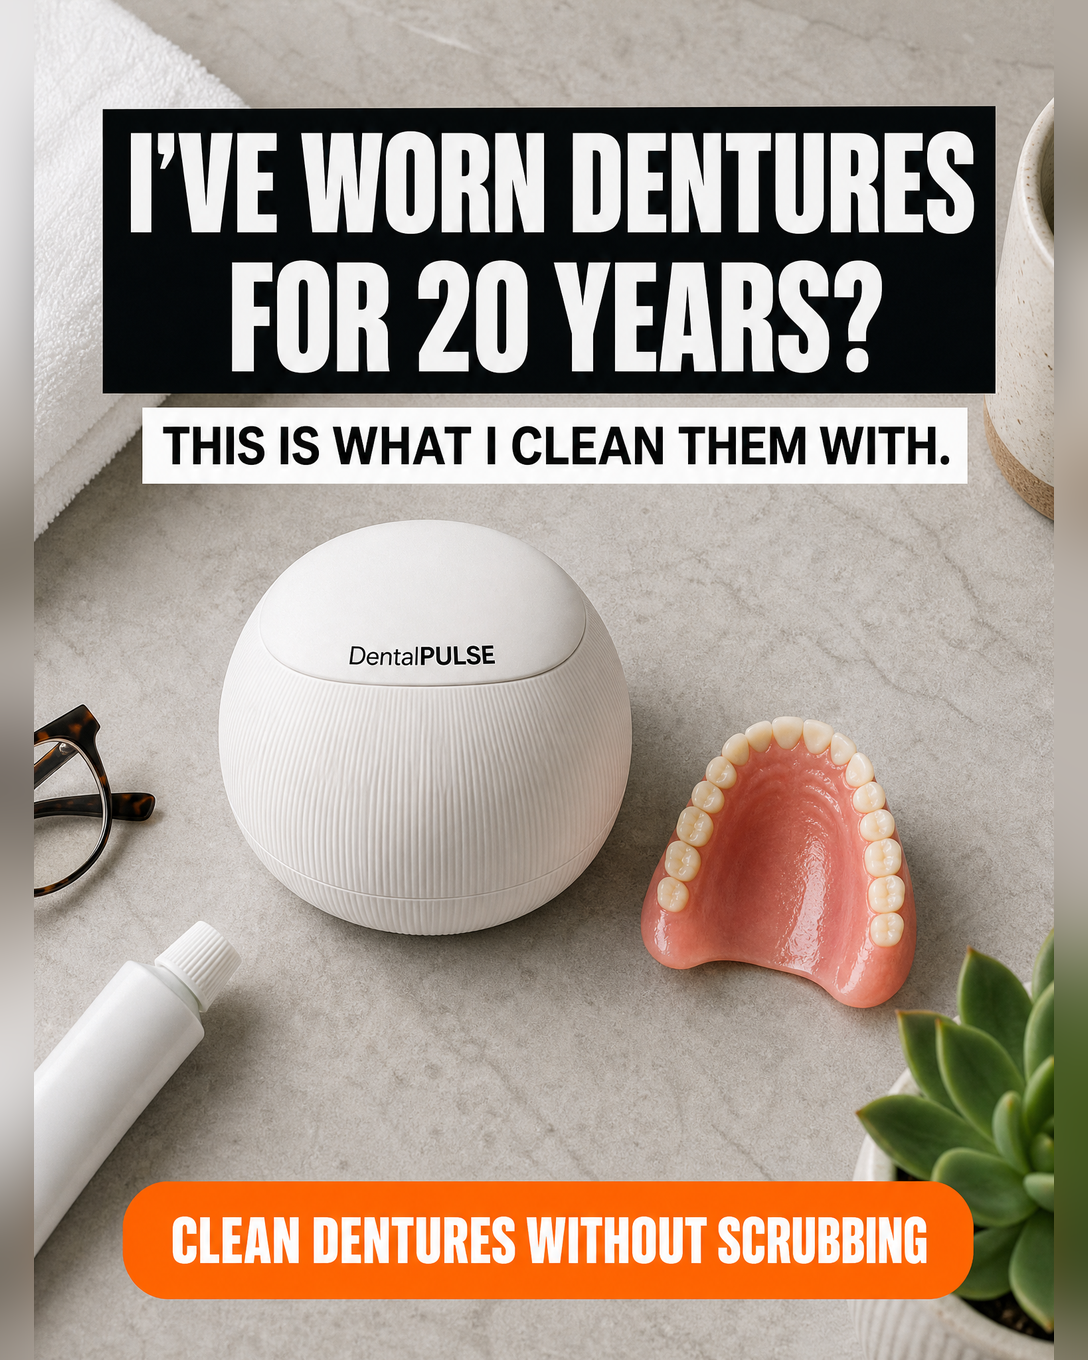 I'VE WORN DENTURES
FOR 20 YEARS?
THIS IS WHAT I CLEAN THEM WITH.
DentalPULSE
CLEAN DENTURES WITHOUT SCRUBBING